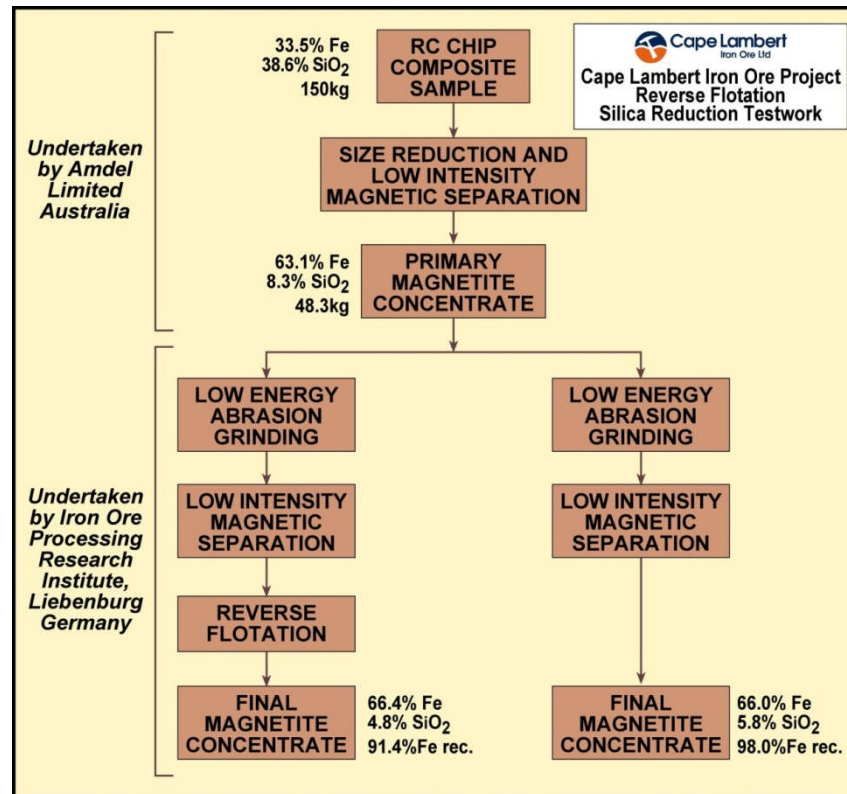 33.5% Fe
38.6% SiO₂
150kg
RC CHIP
COMPOSITE
SAMPLE
Cape Lambert
Iron Ore Ltd
Cape Lambert Iron Ore Project
Reverse Flotation
Silica Reduction Testwork
Undertaken
by Amdel
Limited
Australia
SIZE REDUCTION AND
LOW INTENSITY
MAGNETIC SEPARATION
63.1% Fe
8.3% SiO₂
48.3kg
PRIMARY
MAGNETITE
CONCENTRATE
Undertaken
by Iron Ore
Processing
Research
Institute,
Liebenburg
Germany
LOW ENERGY
ABRASION
GRINDING
LOW INTENSITY
MAGNETIC
SEPARATION
REVERSE
FLOTATION
FINAL
MAGNETITE
CONCENTRATE
66.4% Fe
4.8% SiO₂
91.4%Fe rec.
LOW ENERGY
ABRASION
GRINDING
LOW INTENSITY
MAGNETIC
SEPARATION
FINAL
MAGNETITE
CONCENTRATE
66.0% Fe
5.8% SiO₂
98.0%Fe rec.